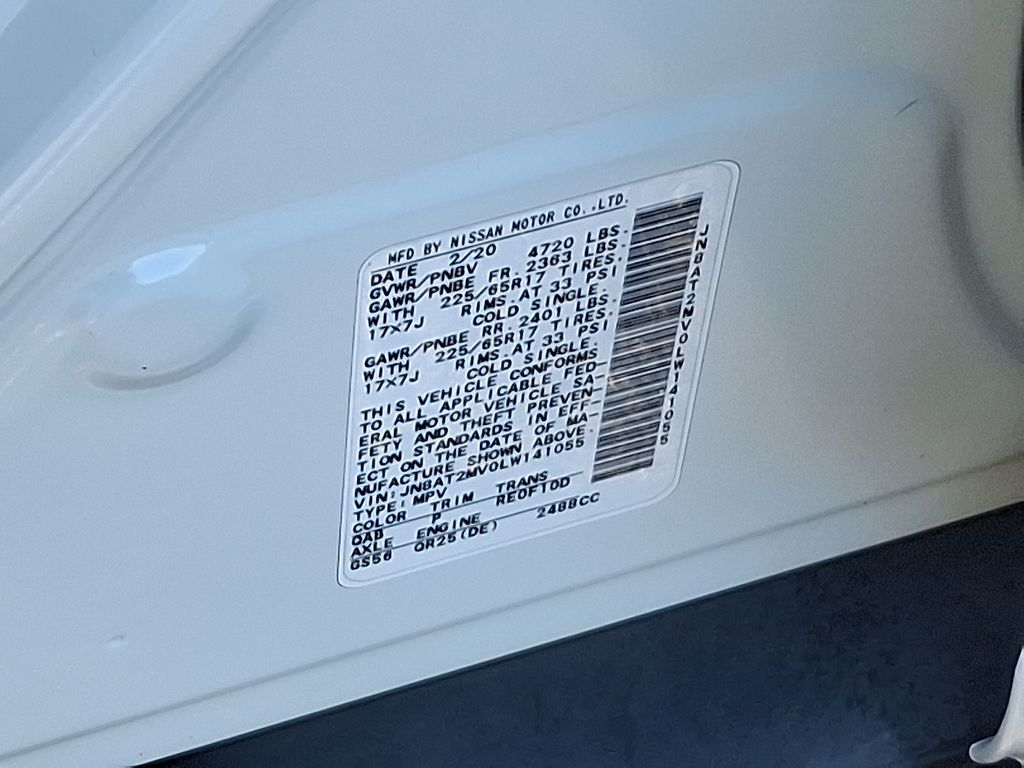 MFD BY NISSAN MOTOR CO.,LTD.
DATE 2/20
GVWR/PNBV 4720 LBS.
GAWR/PNBE FR. 2363 LBS.
WITH 225/65R17 TIRES.
17X7J RIMS.AT 33 PSI
COLD SINGLE.
GAWR/PNBE RR. 2401 LBS.
WITH 225/65R17 TIRES.
17X7J RIMS.AT 33 PSI
COLD SINGLE.
THIS VEHICLE CONFORMS
TO ALL APPLICABLE FED-
ERAL MOTOR VEHICLE SA-
FETY AND THEFT PREVEN-
TION STANDARDS IN EFF-
ECT ON THE DATE OF MA-
NUFACTURE SHOWN ABOVE.
VIN:JN8AT2MV0LW141055
TYPE:MPV
COLOR TRIM TRANS
QAB P RE0F10D
AXLE ENGINE
GS56 QR25(DE) 2488CC
JN8AT2MV0LW141055